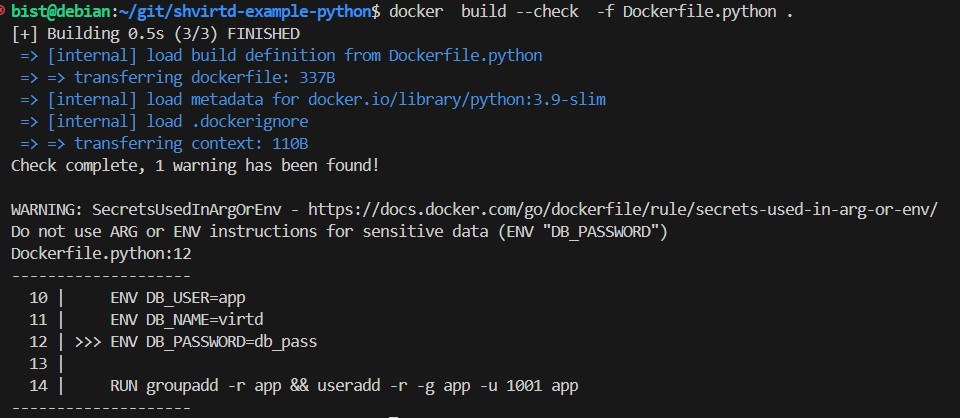 bist@debian:~/git/shvirtd-example-python$ docker  build --check  -f Dockerfile.python .
[+] Building 0.5s (3/3) FINISHED
 => [internal] load build definition from Dockerfile.python
 => => transferring dockerfile: 337B
 => [internal] load metadata for docker.io/library/python:3.9-slim
 => [internal] load .dockerignore
 => => transferring context: 110B
Check complete, 1 warning has been found!

WARNING: SecretsUsedInArgOrEnv - https://docs.docker.com/go/dockerfile/rule/secrets-used-in-arg-or-env/
Do not use ARG or ENV instructions for sensitive data (ENV "DB_PASSWORD")
Dockerfile.python:12
--------------------
  10 |     ENV DB_USER=app
  11 |     ENV DB_NAME=virtd
  12 | >>> ENV DB_PASSWORD=db_pass
  13 |
  14 |     RUN groupadd -r app && useradd -r -g app -u 1001 app
--------------------